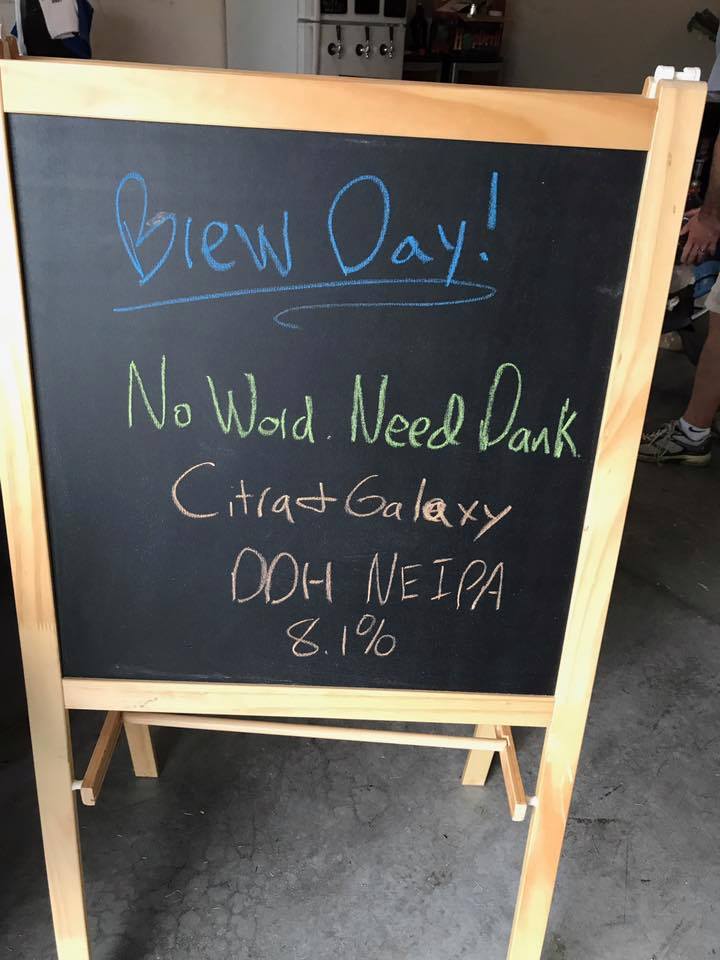 Brew Day!
No Word. Need Dank
Citra + Galaxy
DDH NEIPA
8.1%